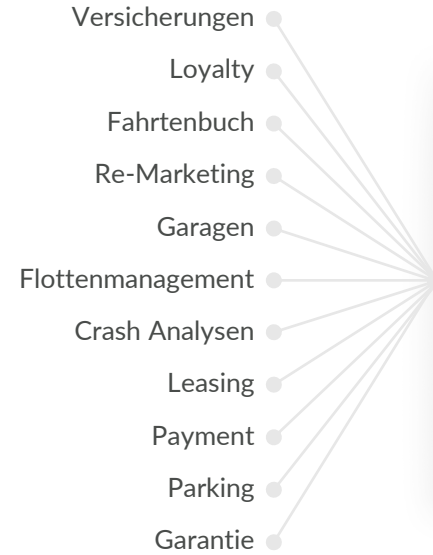 Versicherungen
Loyalty
Fahrtenbuch
Re-Marketing
Garagen
Flottenmanagement
Crash Analysen
Leasing
Payment
Parking
Garantie